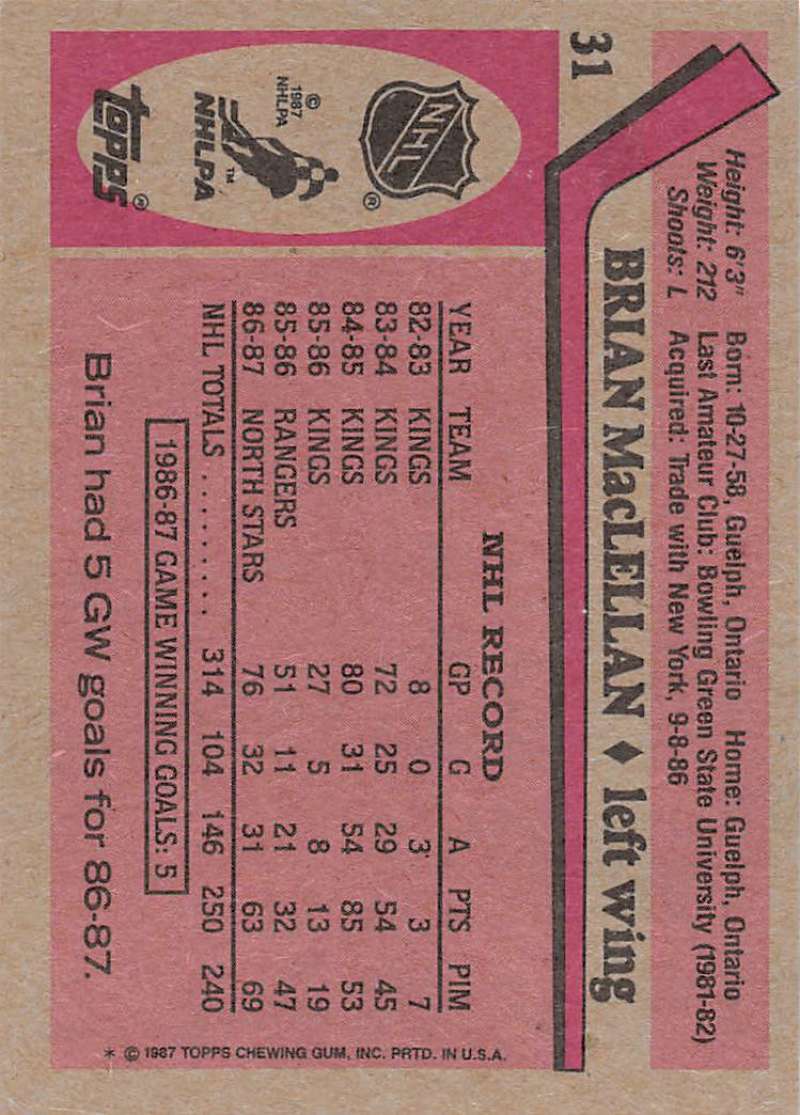 31
BRIAN MacLELLAN ♦ left wing
Height: 6'3" Born: 10-27-58, Guelph, Ontario Home: Guelph, Ontario
Weight: 212 Last Amateur Club: Bowling Green State University (1981-82)
Shoots: L Acquired: Trade with New York, 9-8-86
NHL
®
© 1987 NHLPA
™
NHLPA
TOPPS ®
NHL RECORD
YEAR TEAM GP G A PTS PIM
82-83 KINGS 8 0 3 3 7
83-84 KINGS 72 25 29 54 45
84-85 KINGS 80 31 54 85 53
85-86 KINGS 27 5 8 13 19
85-86 RANGERS 51 11 21 32 47
86-87 NORTH STARS 76 32 31 63 69
NHL TOTALS ......... 314 104 146 250 240
1986-87 GAME WINNING GOALS: 5
Brian had 5 GW goals for 86-87.
* © 1987 TOPPS CHEWING GUM, INC. PRTD. IN U.S.A.